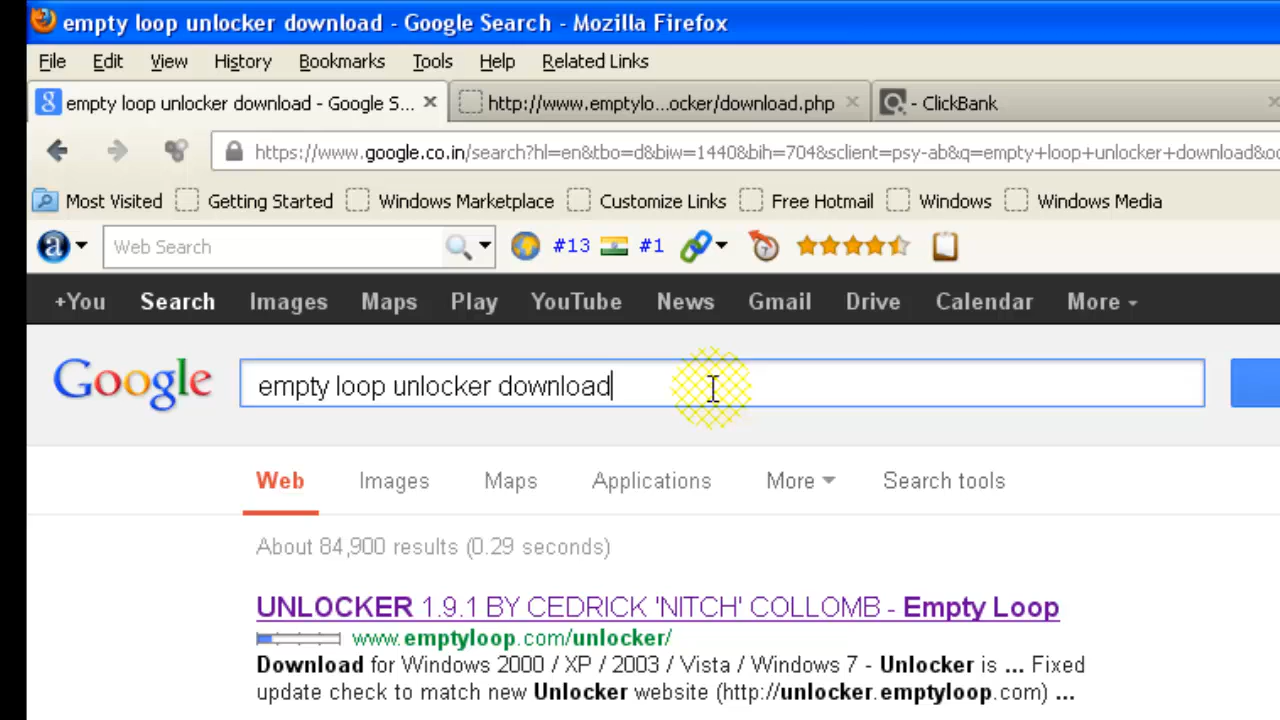 empty loop unlocker download - Google Search - Mozilla Firefox
File Edit View History Bookmarks Tools Help Related Links
empty loop unlocker download - Google S... http://www.emptylo...ocker/download.php - ClickBank
https://www.google.co.in/search?hl=en&tbo=d&biw=1440&bih=704&sclient=psy-ab&q=empty+loop+unlocker+download&oq
Most Visited Getting Started Windows Marketplace Customize Links Free Hotmail Windows Windows Media
a Web Search #13 #1
+You Search Images Maps Play YouTube News Gmail Drive Calendar More
Google empty loop unlocker download
Web Images Maps Applications More Search tools
About 84,900 results (0.29 seconds)
UNLOCKER 1.9.1 BY CEDRICK 'NITCH' COLLOMB - Empty Loop
www.emptyloop.com/unlocker/
Download for Windows 2000 / XP / 2003 / Vista / Windows 7 - Unlocker is ... Fixed
update check to match new Unlocker website (http://unlocker.emptyloop.com) ...